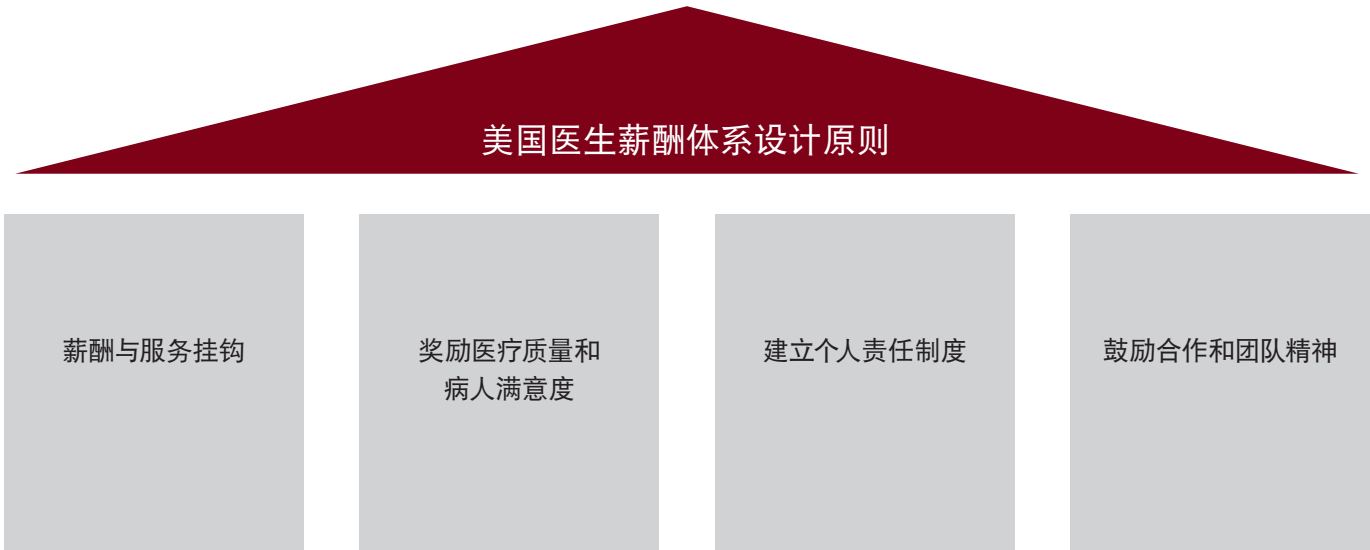 美国医生薪酬体系设计原则
薪酬与服务挂钩
奖励医疗质量和
病人满意度
建立个人责任制度
鼓励合作和团队精神